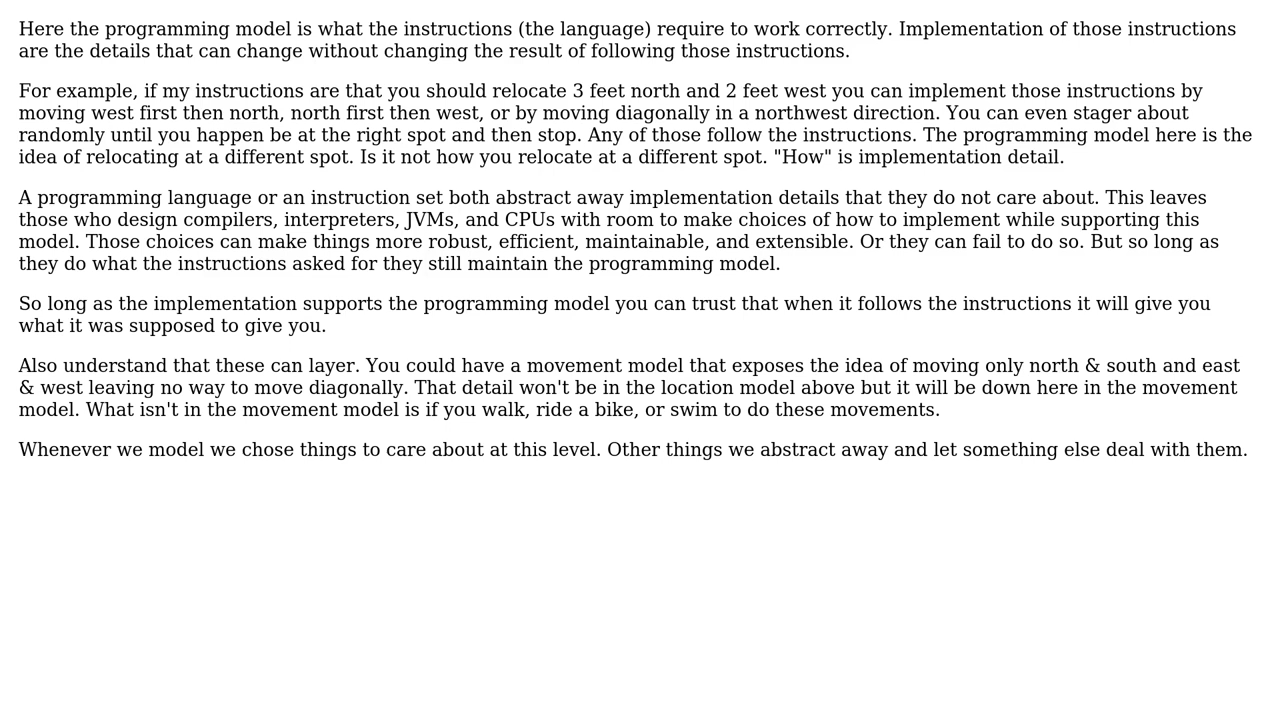 Here the programming model is what the instructions (the language) require to work correctly. Implementation of those instructions
are the details that can change without changing the result of following those instructions.
For example, if my instructions are that you should relocate 3 feet north and 2 feet west you can implement those instructions by
moving west first then north, north first then west, or by moving diagonally in a northwest direction. You can even stager about
randomly until you happen be at the right spot and then stop. Any of those follow the instructions. The programming model here is the
idea of relocating at a different spot. Is it not how you relocate at a different spot. "How" is implementation detail.
A programming language or an instruction set both abstract away implementation details that they do not care about. This leaves
those who design compilers, interpreters, JVMs, and CPUs with room to make choices of how to implement while supporting this
model. Those choices can make things more robust, efficient, maintainable, and extensible. Or they can fail to do so. But so long as
they do what the instructions asked for they still maintain the programming model.
So long as the implementation supports the programming model you can trust that when it follows the instructions it will give you
what it was supposed to give you.
Also understand that these can layer. You could have a movement model that exposes the idea of moving only north & south and east
& west leaving no way to move diagonally. That detail won't be in the location model above but it will be down here in the movement
model. What isn't in the movement model is if you walk, ride a bike, or swim to do these movements.
Whenever we model we chose things to care about at this level. Other things we abstract away and let something else deal with them.